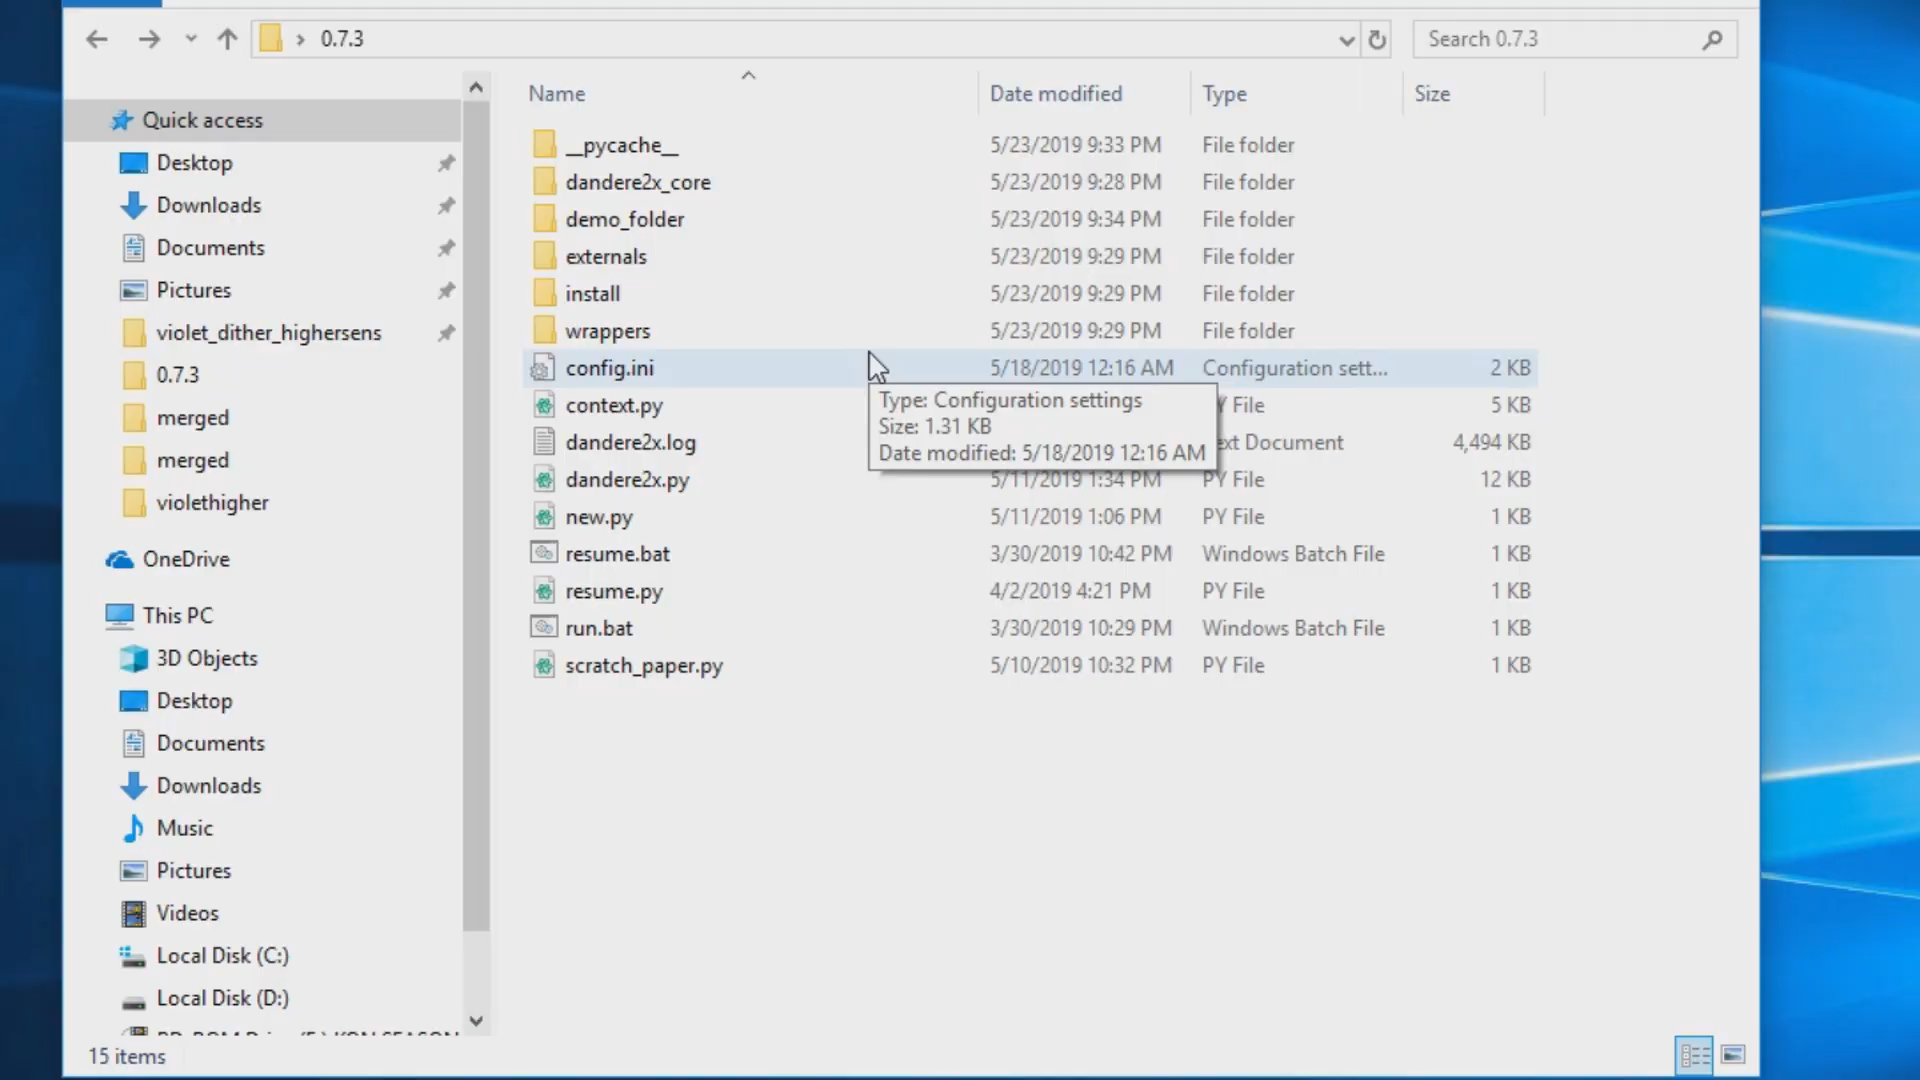 0.7.3
Search 0.7.3
Name
Date modified
Type
Size
Quick access
Desktop
Downloads
Documents
Pictures
violet_dither_highersens
0.7.3
merged
merged
violethigher
OneDrive
This PC
3D Objects
Desktop
Documents
Downloads
Music
Pictures
Videos
Local Disk (C:)
Local Disk (D:)
__pycache__ 5/23/2019 9:33 PM File folder
dandere2x_core 5/23/2019 9:28 PM File folder
demo_folder 5/23/2019 9:34 PM File folder
externals 5/23/2019 9:29 PM File folder
install 5/23/2019 9:29 PM File folder
wrappers 5/23/2019 9:29 PM File folder
config.ini 5/18/2019 12:16 AM Configuration sett... 2 KB
context.py Y File 5 KB
dandere2x.log ext Document 4,494 KB
dandere2x.py 5/11/2019 1:34 PM PY File 12 KB
new.py 5/11/2019 1:06 PM PY File 1 KB
resume.bat 3/30/2019 10:42 PM Windows Batch File 1 KB
resume.py 4/2/2019 4:21 PM PY File 1 KB
run.bat 3/30/2019 10:29 PM Windows Batch File 1 KB
scratch_paper.py 5/10/2019 10:32 PM PY File 1 KB
Type: Configuration settings
Size: 1.31 KB
Date modified: 5/18/2019 12:16 AM
15 items